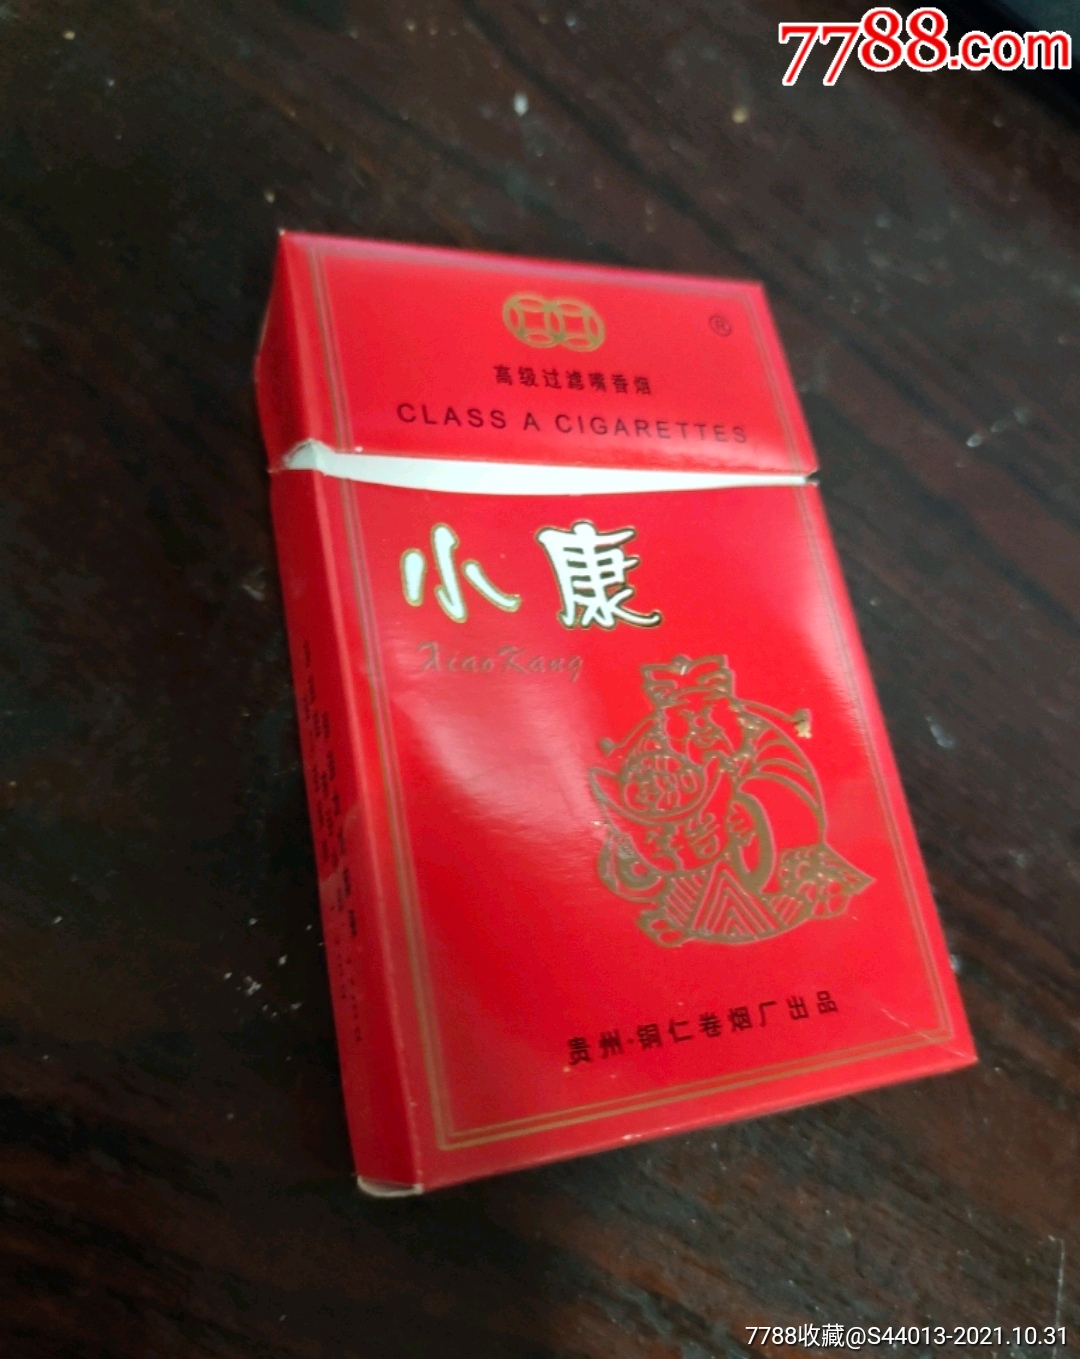 7788.com
®
高级过滤嘴香烟
CLASS A CIGARETTES
小康
XiaoKang
贵州·铜仁卷烟厂出品
7788收藏@S44013-2021.10.31